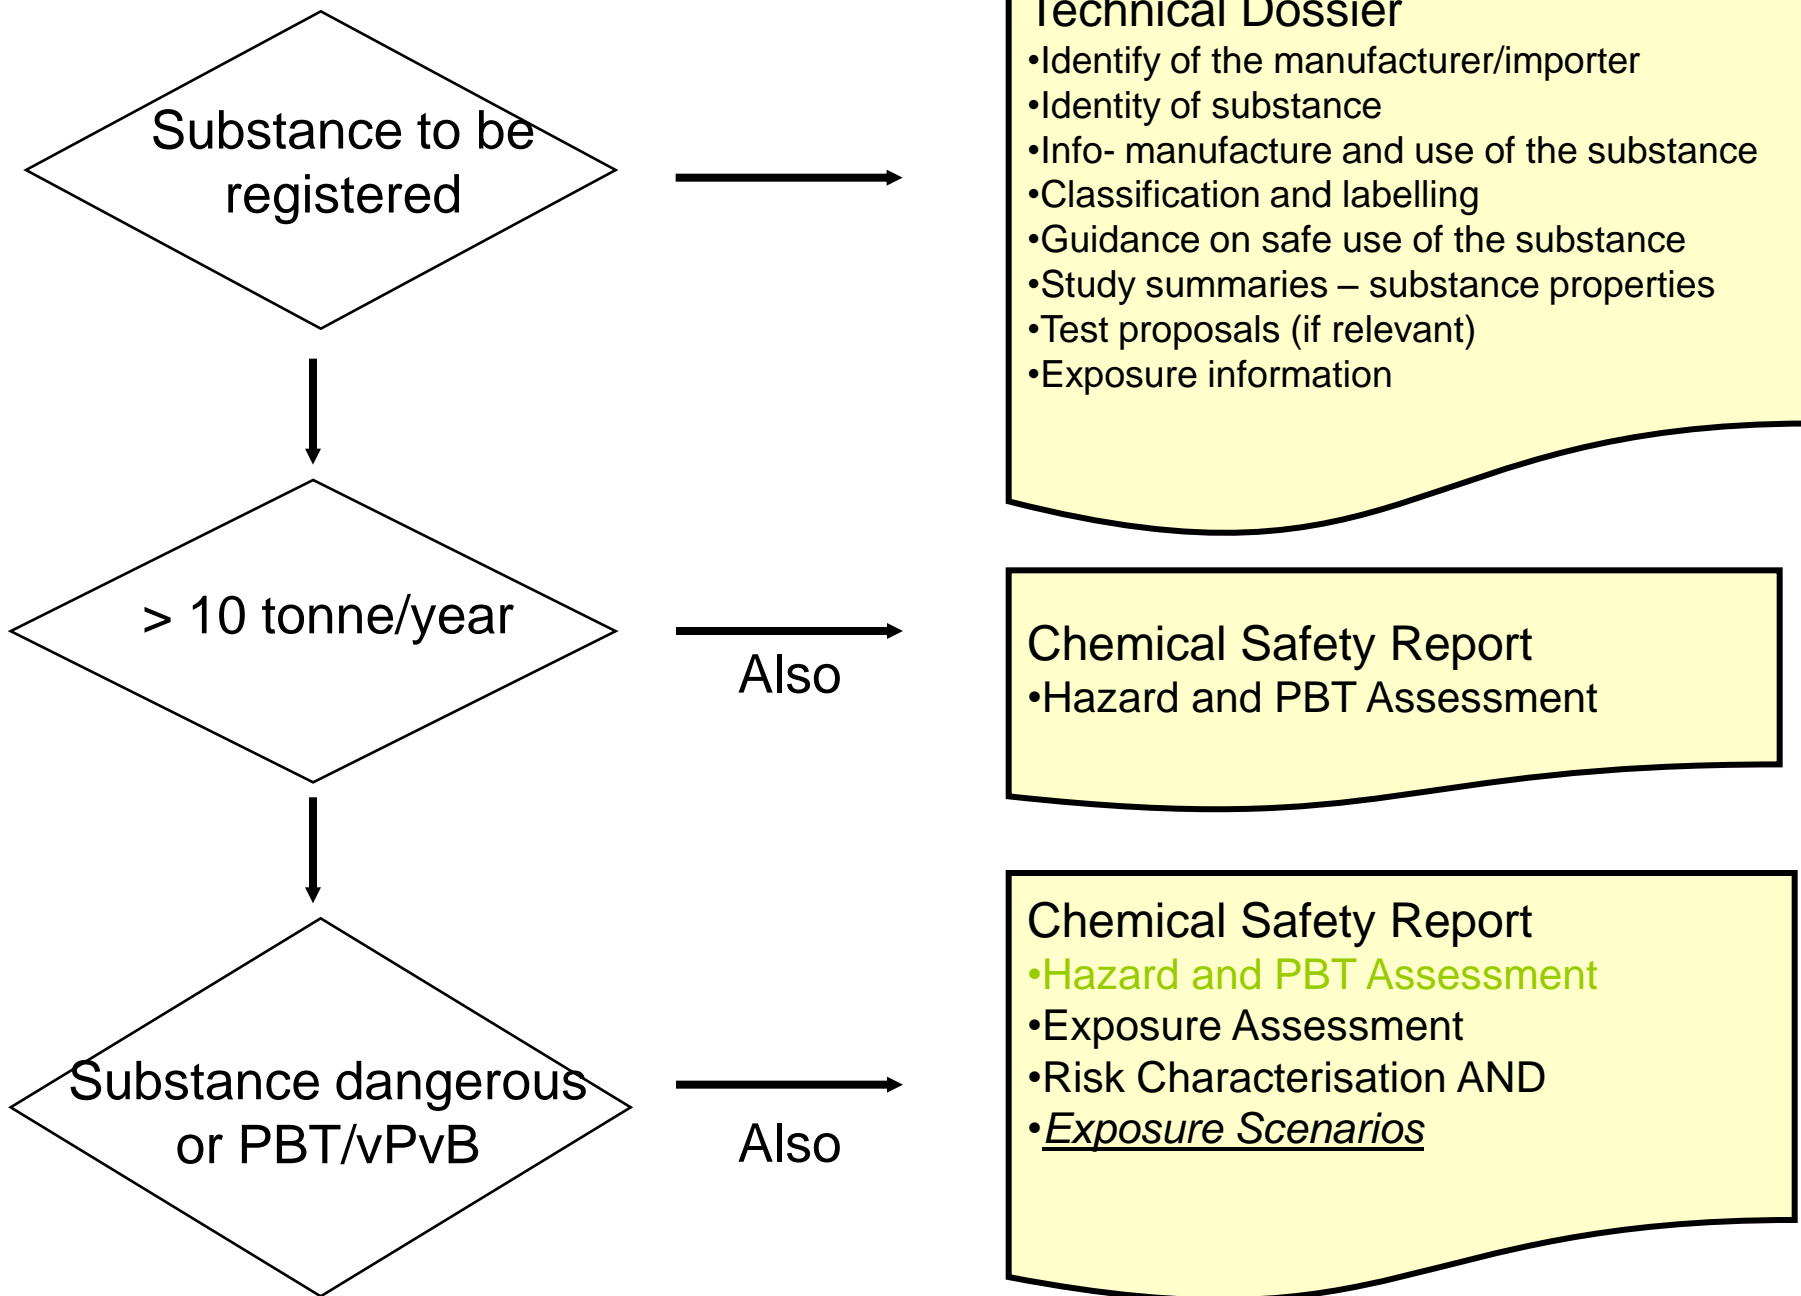 Technical Dossier
•Identify of the manufacturer/importer
•Identity of substance
•Info- manufacture and use of the substance
•Classification and labelling
•Guidance on safe use of the substance
•Study summaries – substance properties
•Test proposals (if relevant)
•Exposure information
Substance to be
registered
> 10 tonne/year
Also
Chemical Safety Report
•Hazard and PBT Assessment
Substance dangerous
or PBT/vPvB
Also
Chemical Safety Report
•Hazard and PBT Assessment
•Exposure Assessment
•Risk Characterisation AND
•Exposure Scenarios